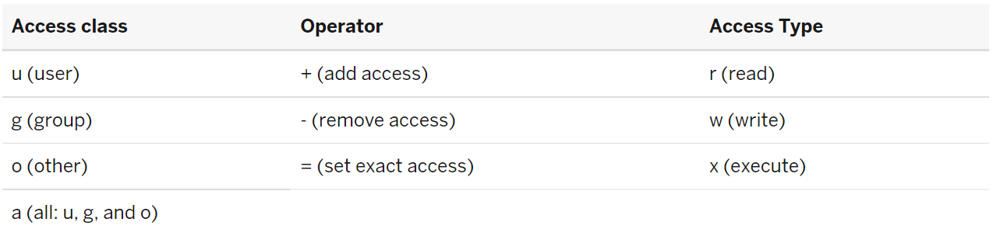 Access class Operator Access Type
u (user) + (add access) r (read)
g (group) - (remove access) w (write)
o (other) = (set exact access) x (execute)
a (all: u, g, and o)